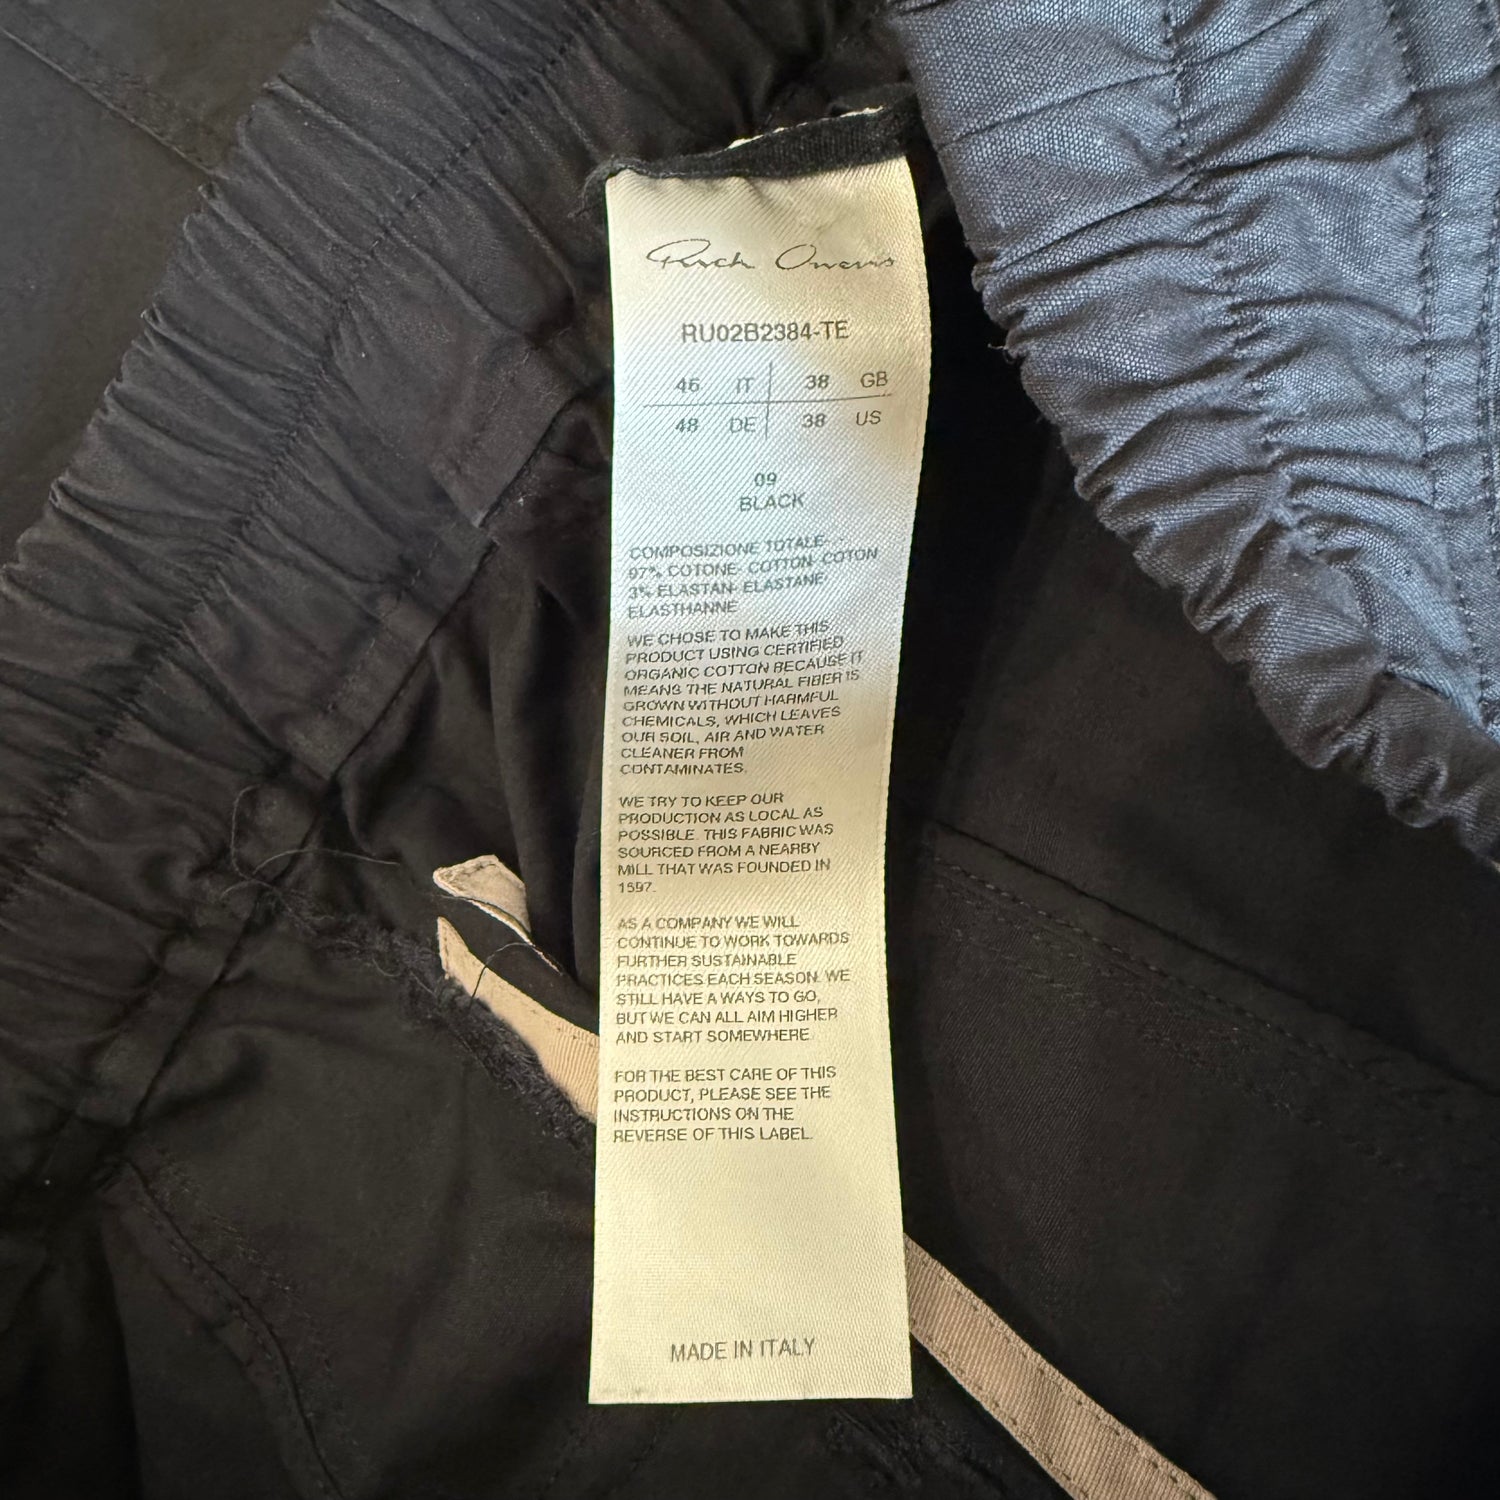 Rick Owens
RU02B2384-TE
46 IT 38 GB
48 DE 38 US
09
BLACK
COMPOSIZIONE TOTALE-
97% COTONE- COTTON- COTON
3% ELASTAN- ELASTANE-
ELASTHANNE
WE CHOSE TO MAKE THIS
PRODUCT USING CERTIFIED
ORGANIC COTTON BECAUSE IT
MEANS THE NATURAL FIBER IS
GROWN WITHOUT HARMFUL
CHEMICALS, WHICH LEAVES
OUR SOIL, AIR AND WATER
CLEANER FROM
CONTAMINATES.
WE TRY TO KEEP OUR
PRODUCTION AS LOCAL AS
POSSIBLE. THIS FABRIC WAS
SOURCED FROM A NEARBY
MILL THAT WAS FOUNDED IN
1597.
AS A COMPANY WE WILL
CONTINUE TO WORK TOWARDS
FURTHER SUSTAINABLE
PRACTICES EACH SEASON. WE
STILL HAVE A WAYS TO GO,
BUT WE CAN ALL AIM HIGHER
AND START SOMEWHERE.
FOR THE BEST CARE OF THIS
PRODUCT, PLEASE SEE THE
INSTRUCTIONS ON THE
REVERSE OF THIS LABEL.
MADE IN ITALY